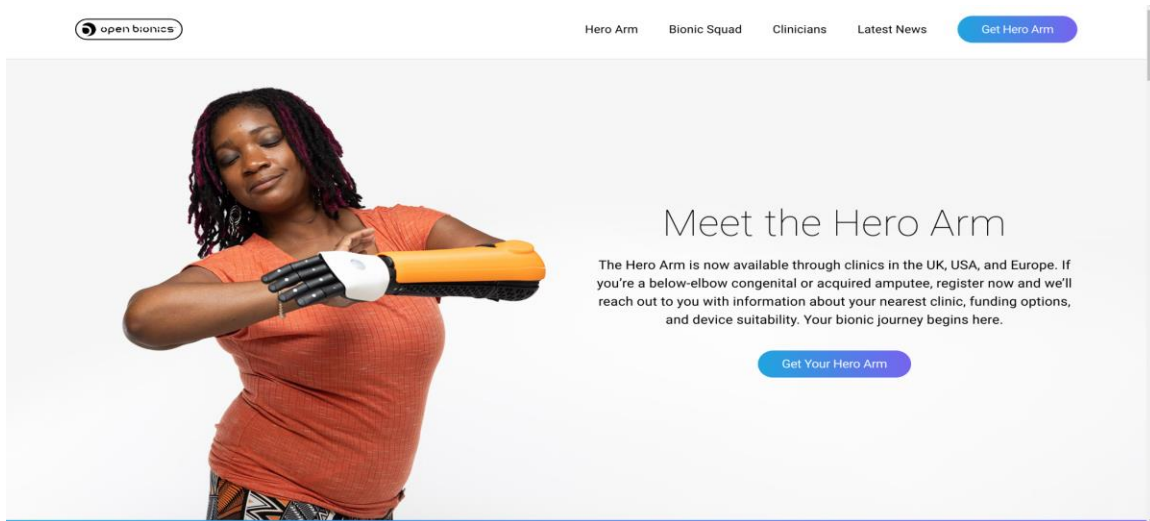 open bionics
Hero Arm
Bionic Squad
Clinicians
Latest News
Get Hero Arm
Meet the Hero Arm
The Hero Arm is now available through clinics in the UK, USA, and Europe. If
you're a below-elbow congenital or acquired amputee, register now and we'll
reach out to you with information about your nearest clinic, funding options,
and device suitability. Your bionic journey begins here.
Get Your Hero Arm